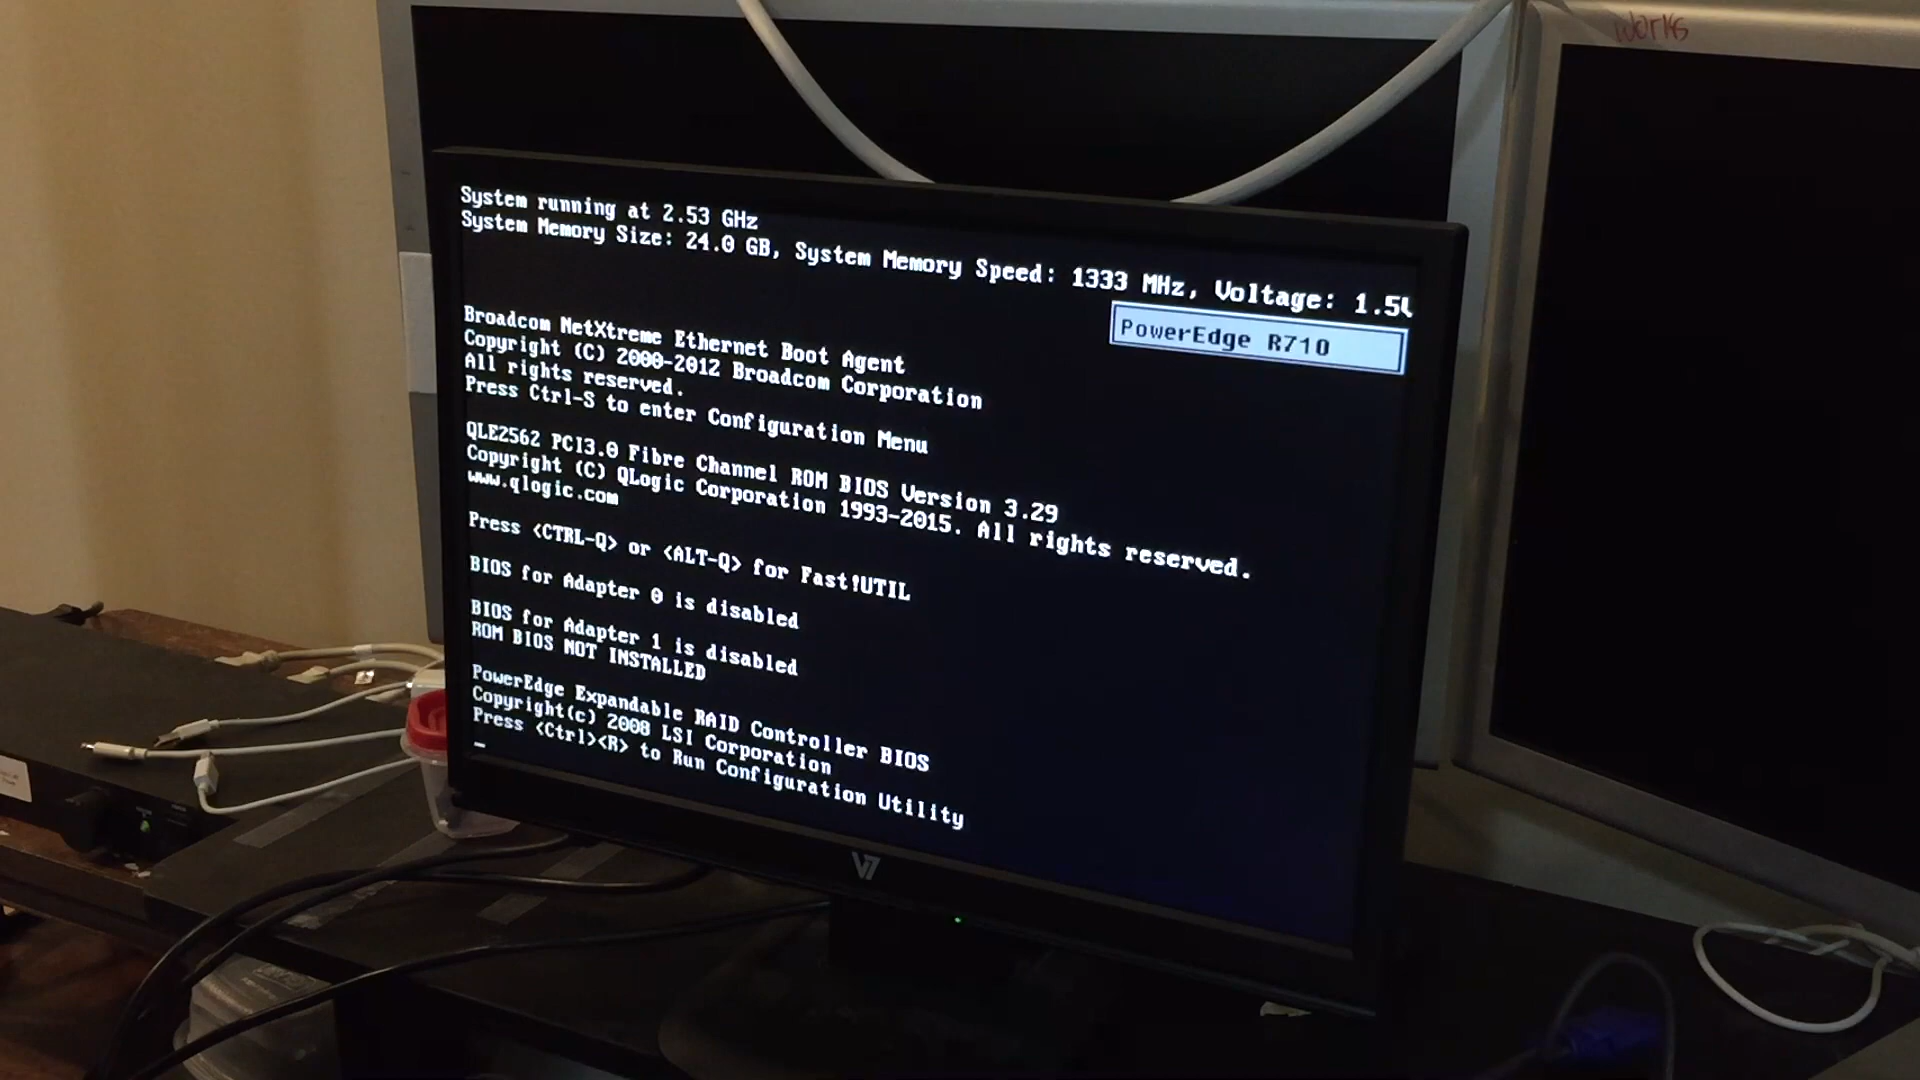 works
System running at 2.53 GHz
System Memory Size: 24.0 GB, System Memory Speed: 1333 MHz, Voltage: 1.5V
PowerEdge R710
Broadcom NetXtreme Ethernet Boot Agent
Copyright (C) 2000-2012 Broadcom Corporation
All rights reserved.
Press Ctrl-S to enter Configuration Menu
QLE2562 PCI3.0 Fibre Channel ROM BIOS Version 3.29
Copyright (C) QLogic Corporation 1993-2015. All rights reserved.
www.qlogic.com
Press <CTRL-Q> or <ALT-Q> for Fast!UTIL
BIOS for Adapter 0 is disabled
BIOS for Adapter 1 is disabled
ROM BIOS NOT INSTALLED
PowerEdge Expandable RAID Controller BIOS
Copyright(c) 2008 LSI Corporation
Press <Ctrl><R> to Run Configuration Utility
V7